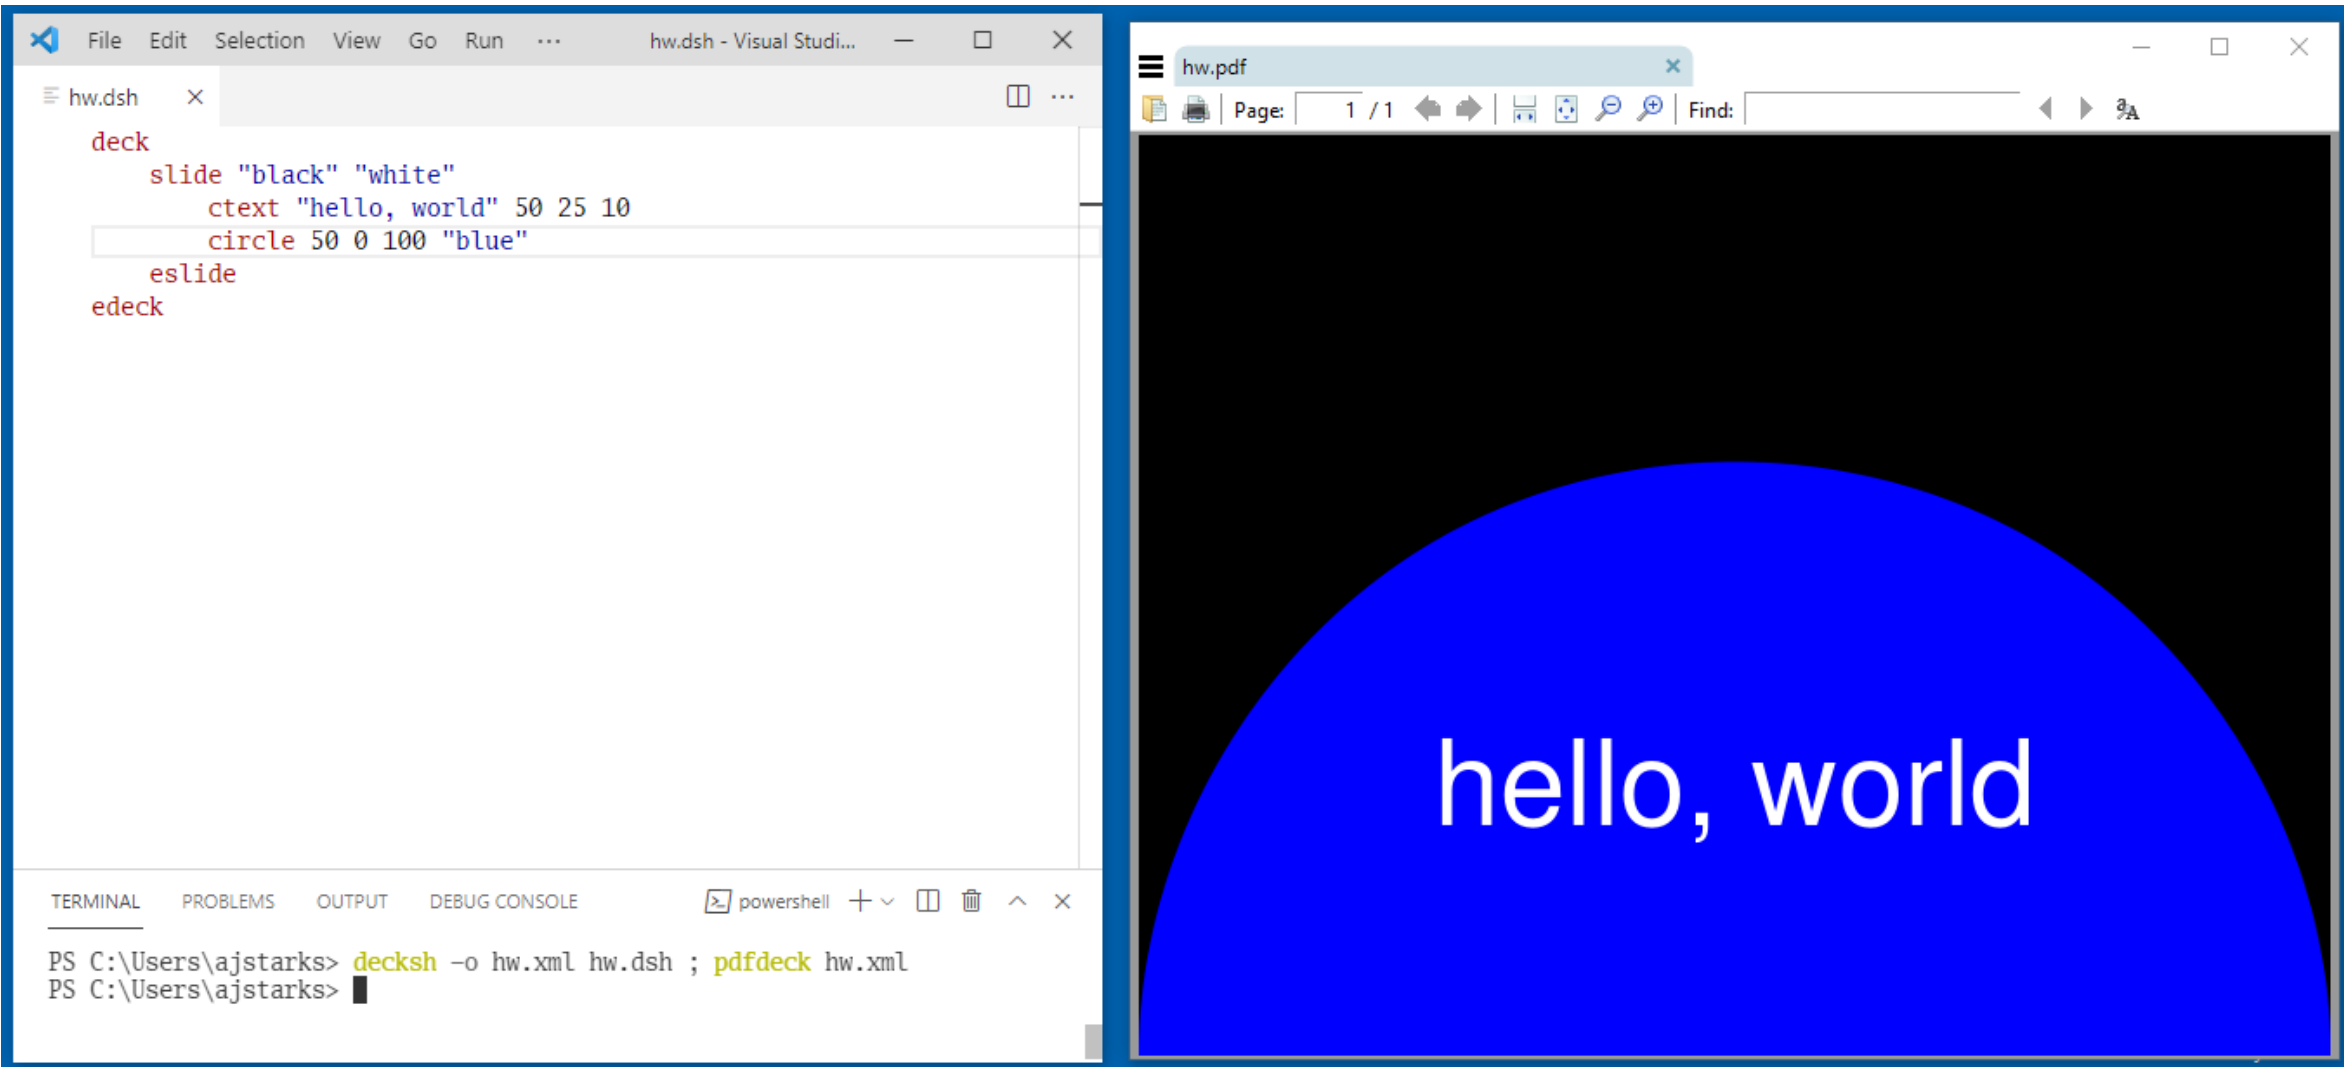 File Edit Selection View Go Run ··· hw.dsh - Visual Studi...
hw.dsh
deck
slide "black" "white"
ctext "hello, world" 50 25 10
circle 50 0 100 "blue"
eslide
edeck
TERMINAL PROBLEMS OUTPUT DEBUG CONSOLE powershell
PS C:\Users\ajstarks> decksh -o hw.xml hw.dsh ; pdfdeck hw.xml
PS C:\Users\ajstarks>
hw.pdf
Page: 1 / 1 Find:
hello, world